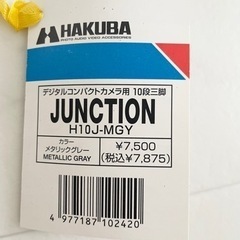 HAKUBA
PHOTO AUDIO VIDEO ACCESSORIES
デジタルコンパクトカメラ用 10段三脚
JUNCTION
H10J-MGY
カラー
メタリックグレー
METALLIC GRAY
¥7,500
(税込¥7,875)
4 977187 102420